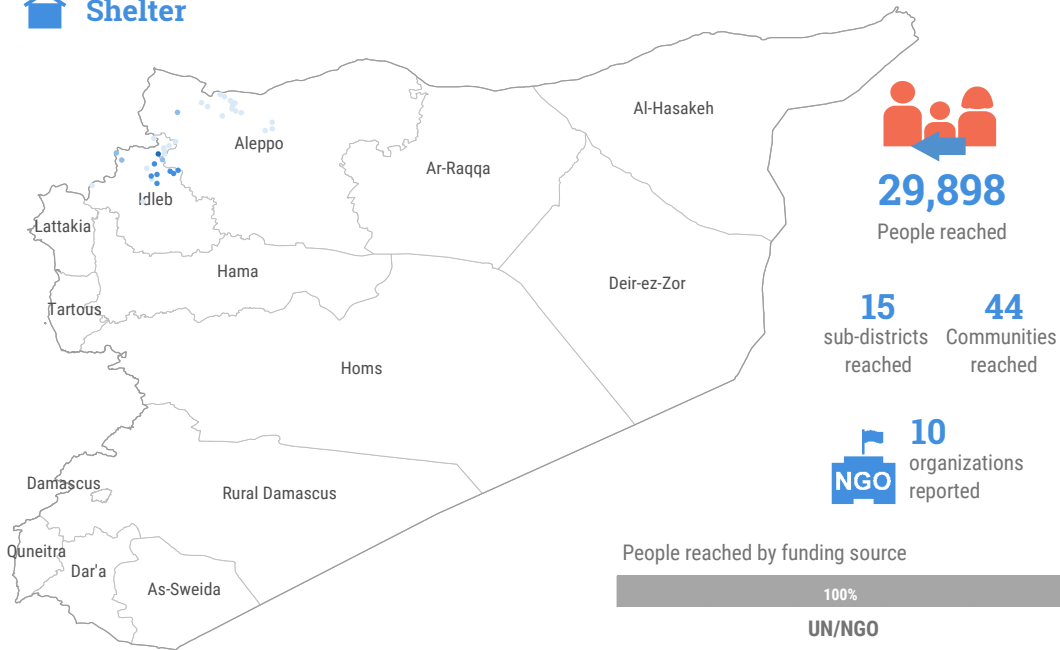 Shelter
Al-Hasakeh
Aleppo
Ar-Raqqa
29,898
People reached
Idleb
Lattakia
Hama
Deir-ez-Zor
Tartous
15
sub-districts
reached
44
Communities
reached
Homs
10
organizations
reported
NGO
Damascus
Rural Damascus
Quneitra
Dar'a
As-Sweida
People reached by funding source
100%
UN/NGO